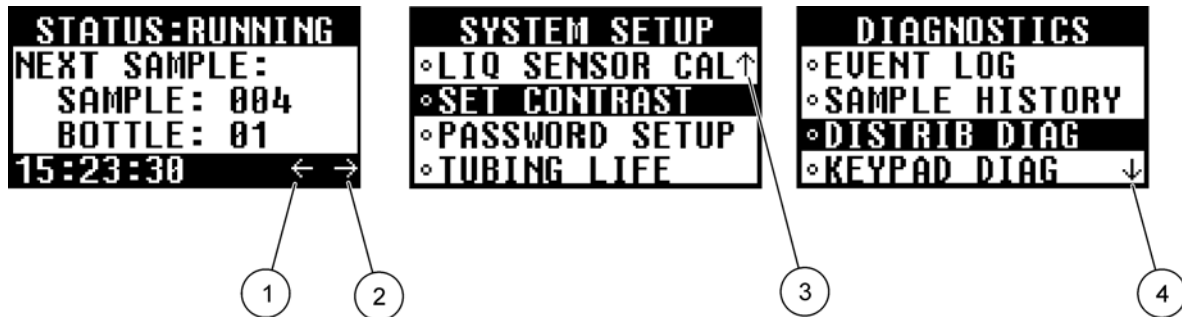 STATUS:RUNNING
NEXT SAMPLE:
SAMPLE: 004
BOTTLE: 01
15:23:30 ← →
SYSTEM SETUP
∘LIQ SENSOR CAL↑
∘SET CONTRAST
∘PASSWORD SETUP
∘TUBING LIFE
DIAGNOSTICS
∘EVENT LOG
∘SAMPLE HISTORY
∘DISTRIB DIAG
∘KEYPAD DIAG ↓
1
2
3
4